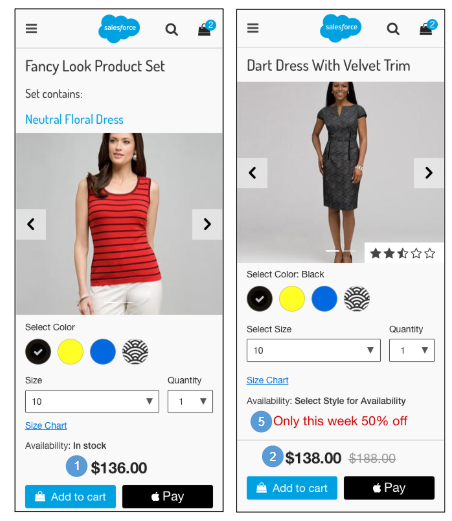 salesforce
2
Fancy Look Product Set
Set contains:
Neutral Floral Dress
Select Color
Size
Quantity
10
1
Size Chart
Availability: In stock
1
$136.00
Add to cart
Pay
salesforce
2
Dart Dress With Velvet Trim
Select Color: Black
Select Size
Quantity
10
1
Size Chart
Availability: Select Style for Availability
5
Only this week 50% off
2
$138.00 $188.00
Add to cart
Pay